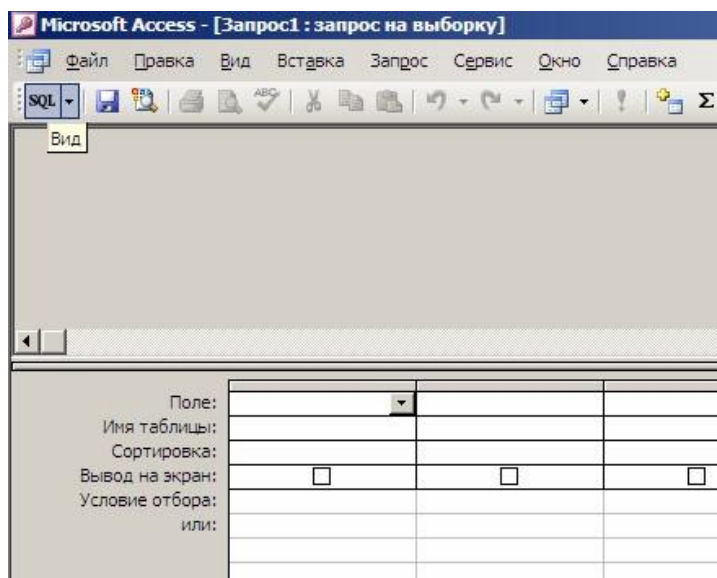 Microsoft Access - [Запрос1 : запрос на выборку]
Файл Правка Вид Вставка Запрос Сервис Окно Справка
SQL ABC Σ
Вид
Поле:
Имя таблицы:
Сортировка:
Вывод на экран:
Условие отбора:
или: